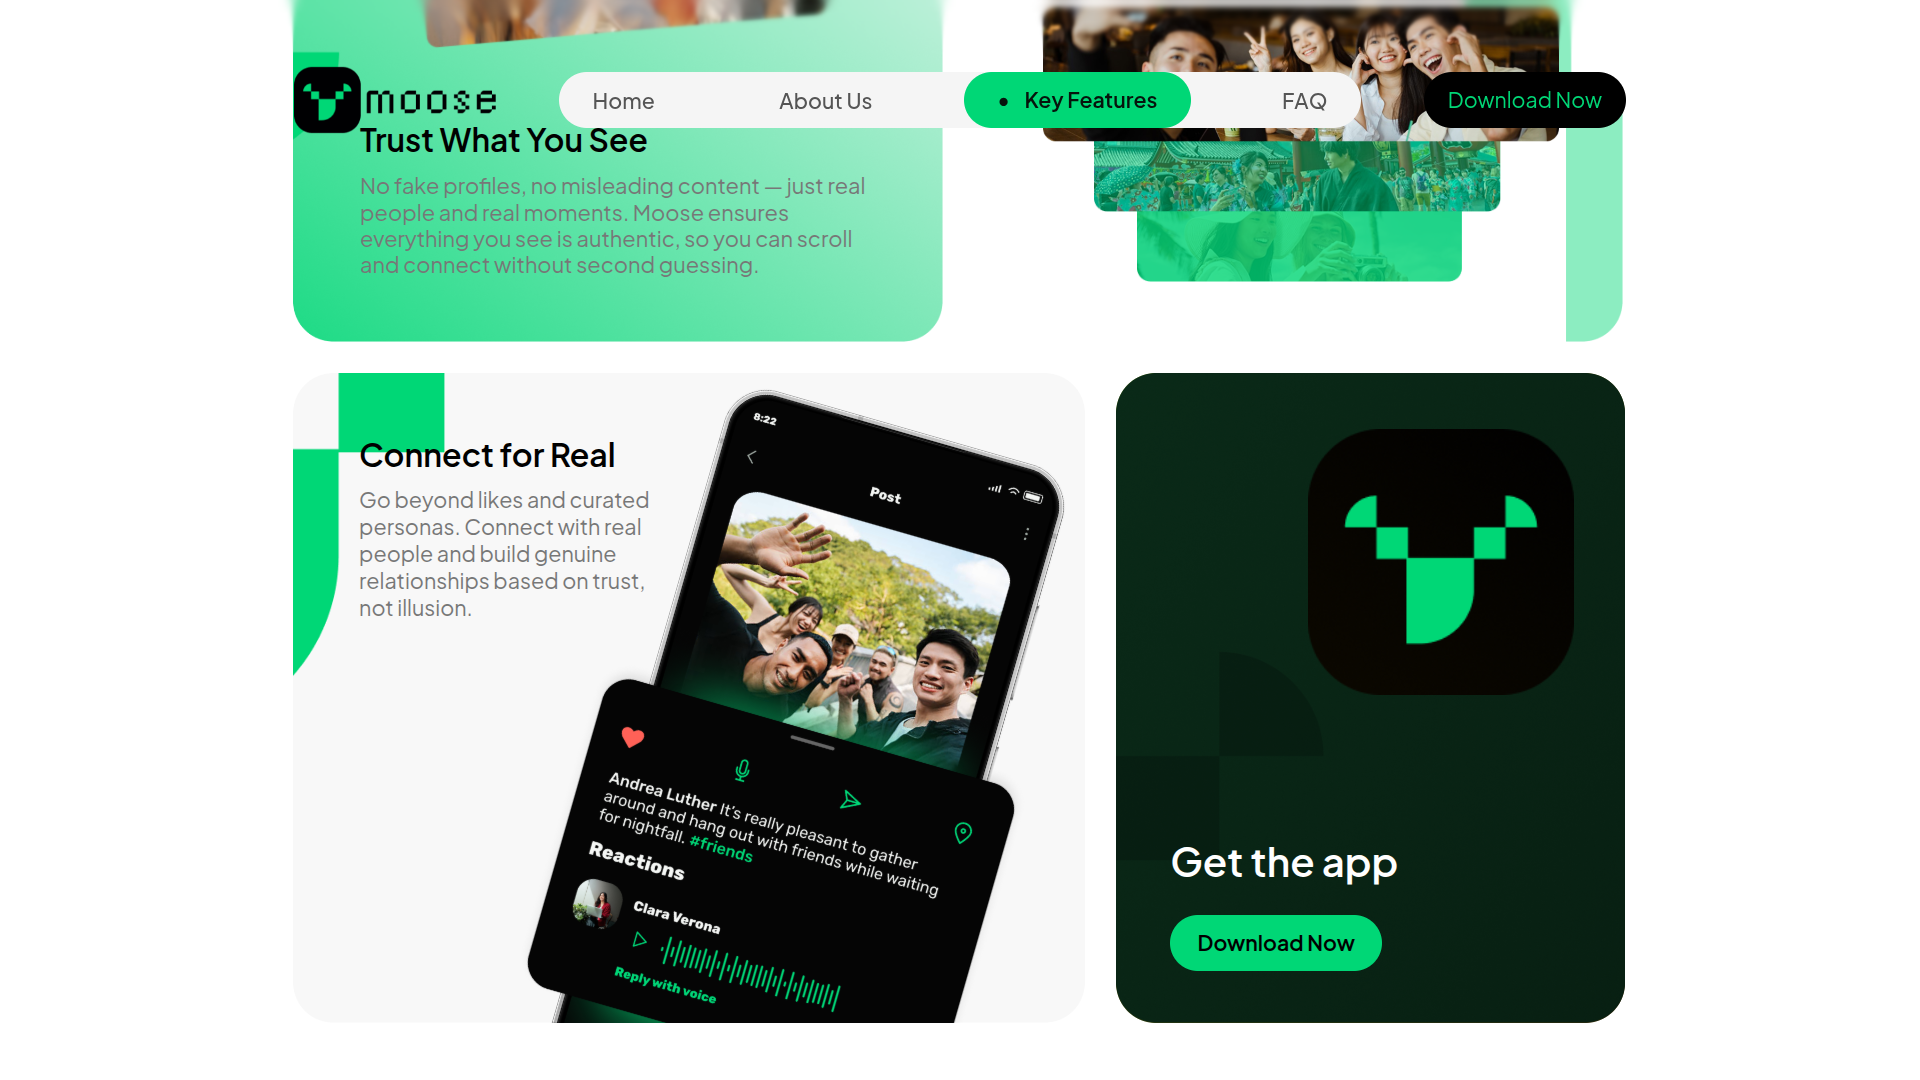 moose
Home
About Us
Key Features
FAQ
Download Now
Trust What You See
No fake profiles, no misleading content — just real
people and real moments. Moose ensures
everything you see is authentic, so you can scroll
and connect without second guessing.
Connect for Real
Go beyond likes and curated
personas. Connect with real
people and build genuine
relationships based on trust,
not illusion.
8:22
Post
Andrea Luther It's really pleasant to gather
around and hang out with friends while waiting
for nightfall. #friends
Reactions
Clara Verona
Reply with voice
Get the app
Download Now